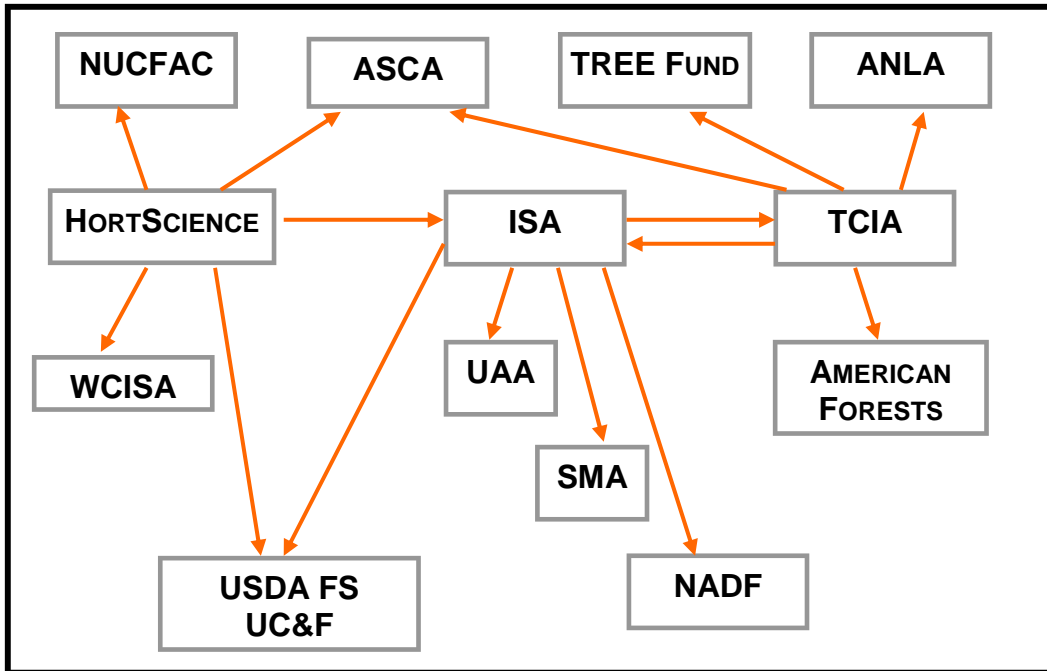 NUCFAC
ASCA
TREE FUND
ANLA
HORTSCIENCE
ISA
TCIA
WCISA
UAA
AMERICAN
FORESTS
SMA
USDA FS
UC&F
NADF